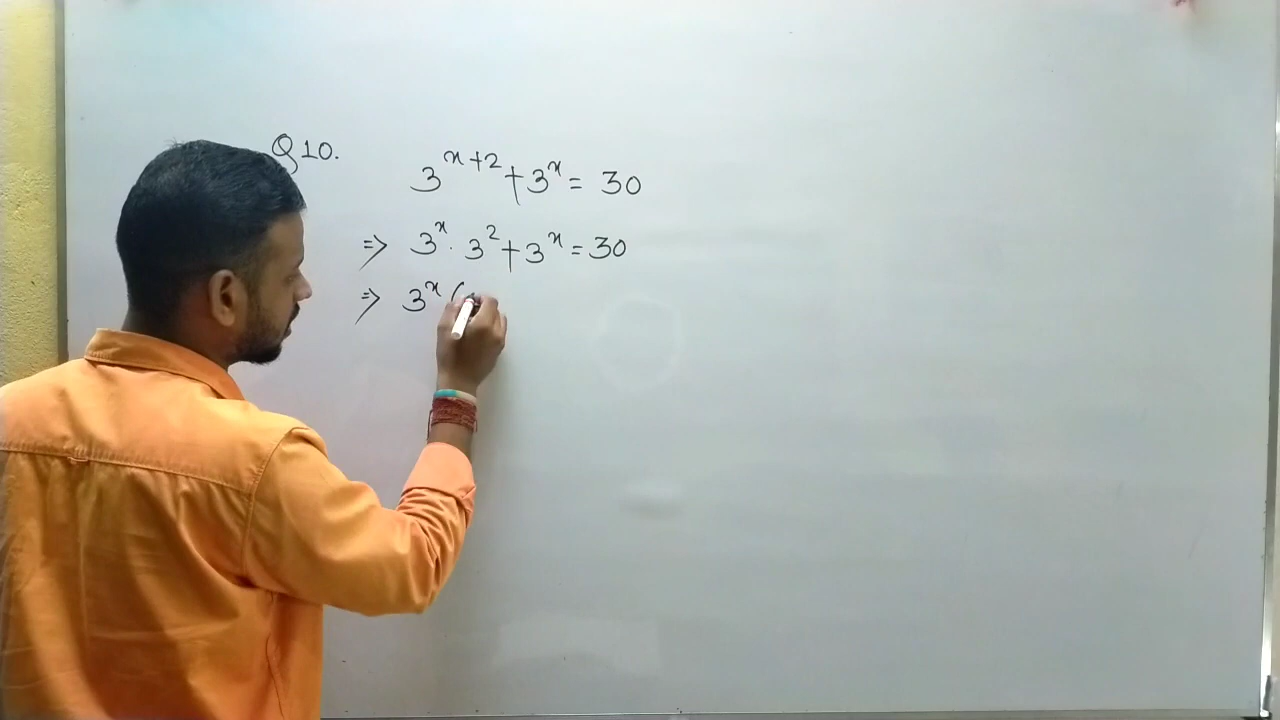 Q10.
3^{x+2} + 3^x = 30
=> 3^x . 3^2 + 3^x = 30
=> 3^x (